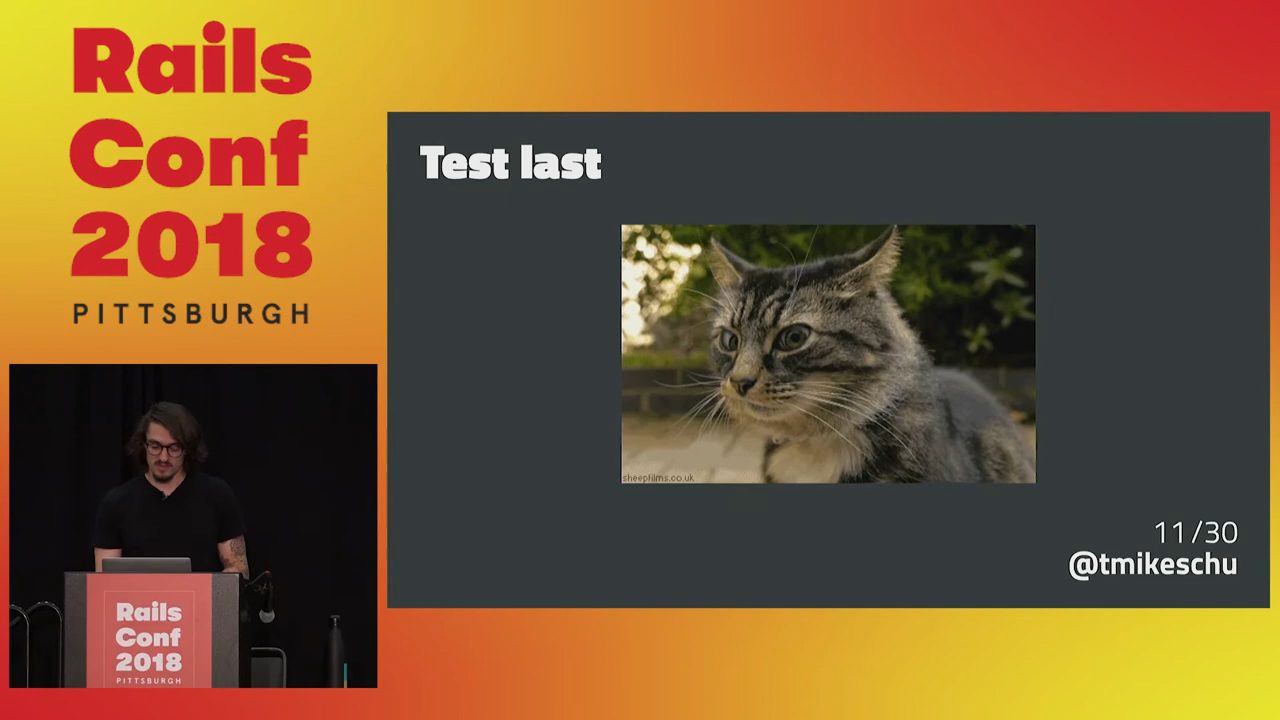 Rails
Conf
2018
PITTSBURGH
Test last
sheepfilms.co.uk
11/30
@tmikeschu
Rails
Conf
2018
PITTSBURGH